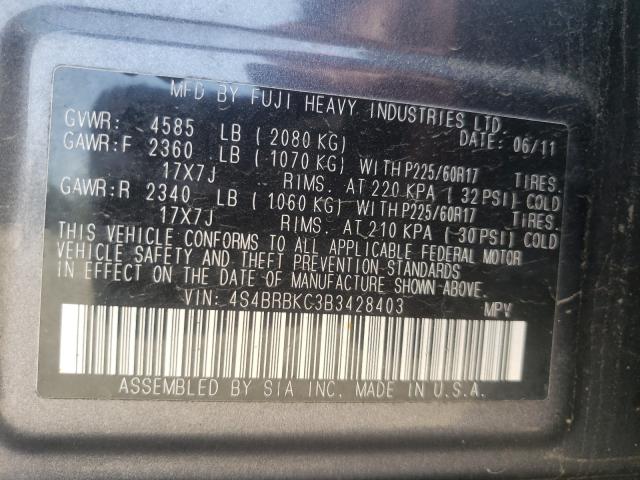 MFD BY FUJI HEAVY INDUSTRIES LTD.
GVWR: 4585 LB (2080 KG) DATE: 06/11
GAWR:F 2360 LB (1070 KG) WITH P225/60R17 TIRES.
17X7J RIMS. AT 220 KPA (32 PSI) COLD
GAWR:R 2340 LB (1060 KG) WITH P225/60R17 TIRES.
17X7J RIMS. AT 210 KPA (30 PSI) COLD
THIS VEHICLE CONFORMS TO ALL APPLICABLE FEDERAL MOTOR
VEHICLE SAFETY AND THEFT PREVENTION STANDARDS
IN EFFECT ON THE DATE OF MANUFACTURE SHOWN ABOVE.
VIN: 4S4BRBKC3B3428403 MPV
ASSEMBLED BY SIA INC. MADE IN U.S.A.